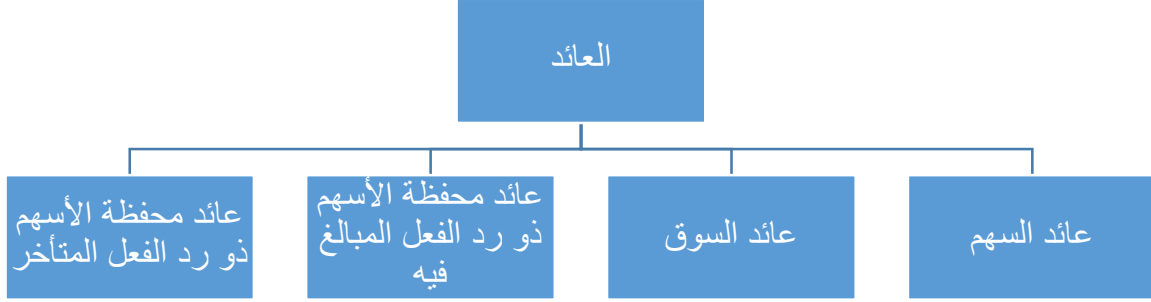 العائد
عائد السهم
عائد السوق
عائد محفظة الأسهم
ذو رد الفعل المبالغ
فيه
عائد محفظة الأسهم
ذو رد الفعل المتأخر